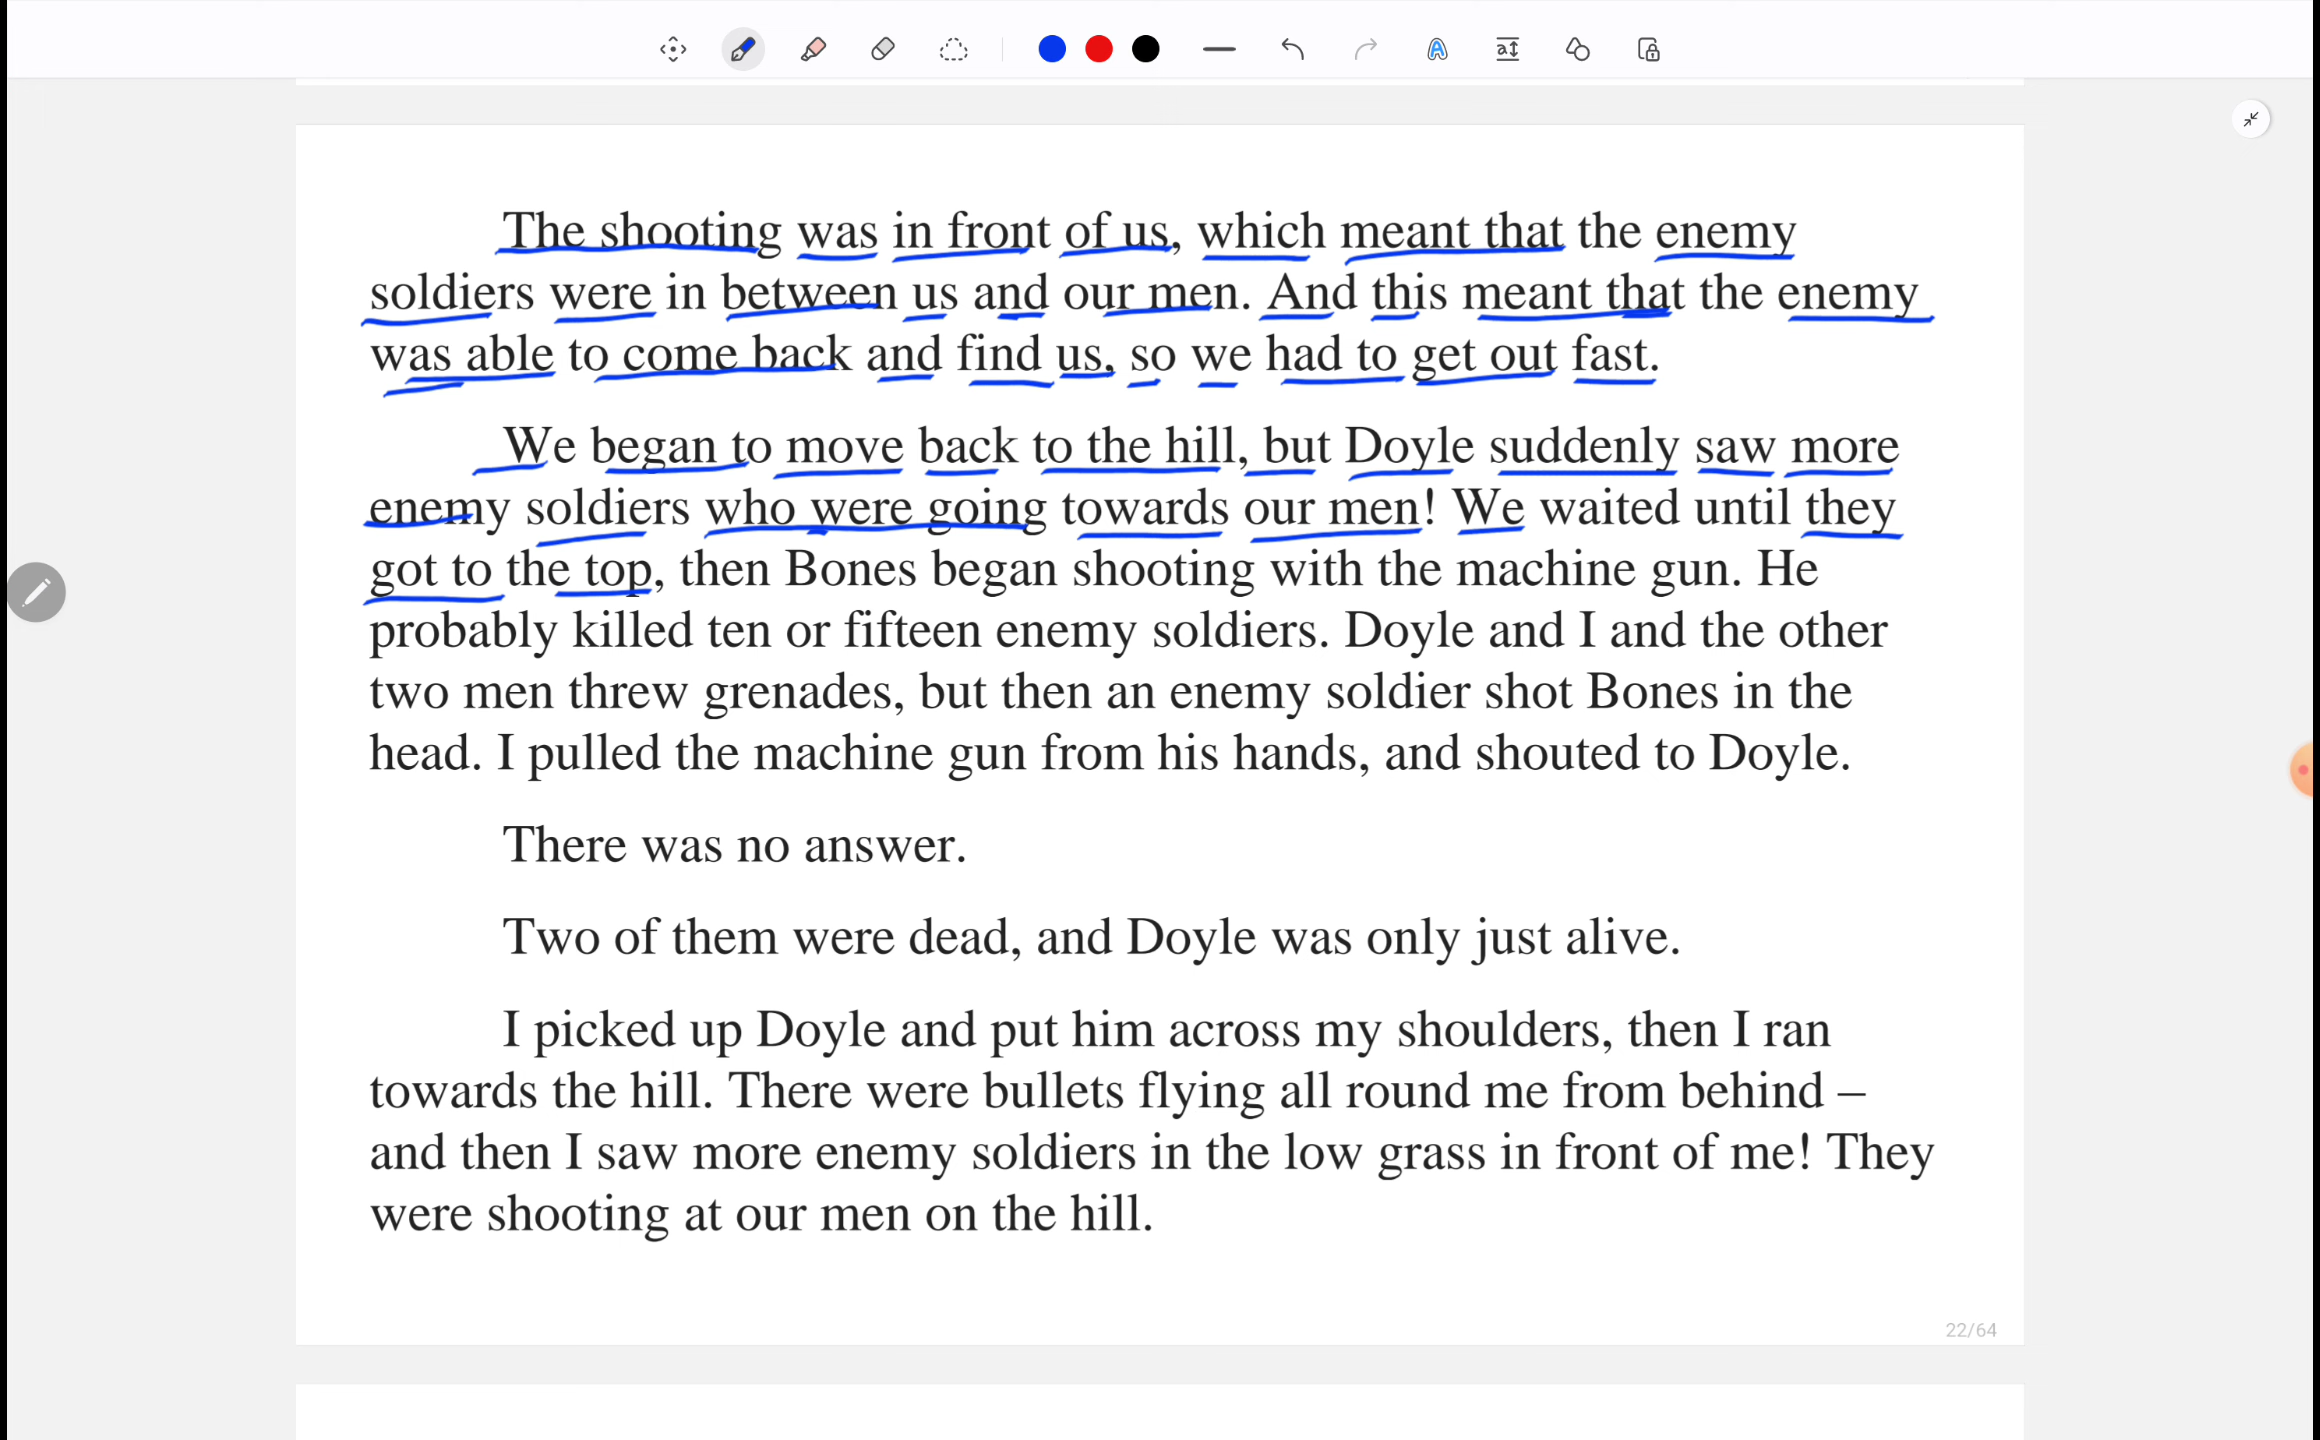 The shooting was in front of us, which meant that the enemy
soldiers were in between us and our men. And this meant that the enemy
was able to come back and find us, so we had to get out fast.
We began to move back to the hill, but Doyle suddenly saw more
enemy soldiers who were going towards our men! We waited until they
got to the top, then Bones began shooting with the machine gun. He
probably killed ten or fifteen enemy soldiers. Doyle and I and the other
two men threw grenades, but then an enemy soldier shot Bones in the
head. I pulled the machine gun from his hands, and shouted to Doyle.
There was no answer.
Two of them were dead, and Doyle was only just alive.
I picked up Doyle and put him across my shoulders, then I ran
towards the hill. There were bullets flying all round me from behind –
and then I saw more enemy soldiers in the low grass in front of me! They
were shooting at our men on the hill.
22/64